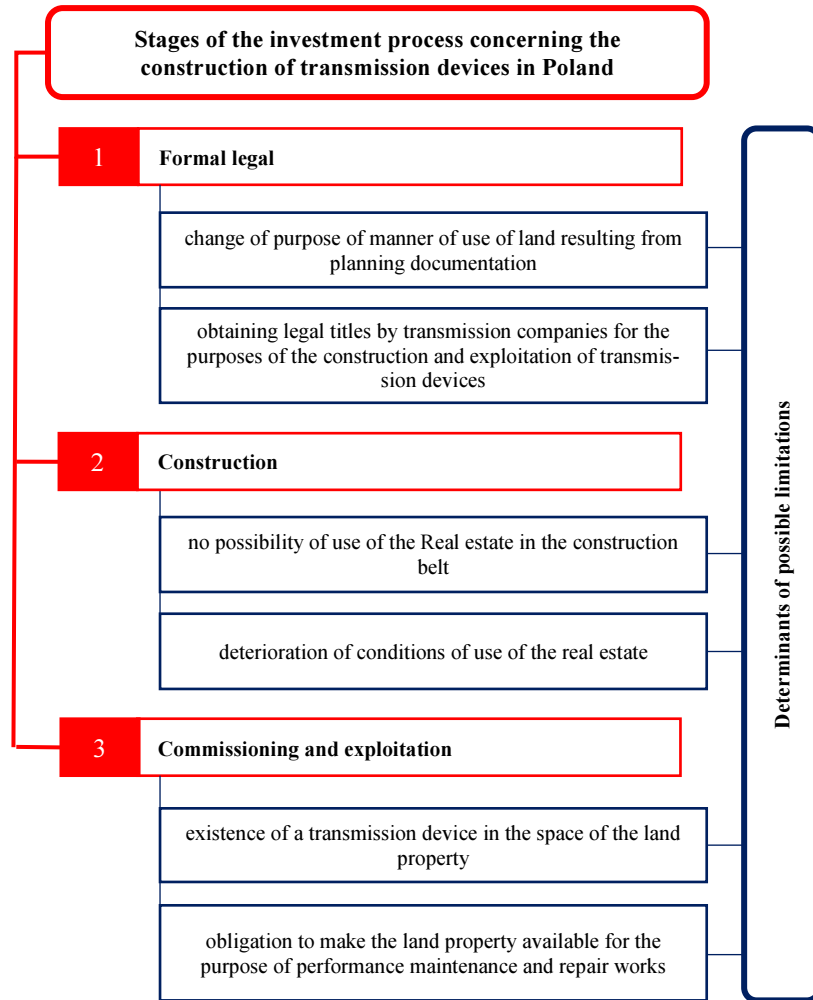 Stages of the investment process concerning the
construction of transmission devices in Poland
1
Formal legal
change of purpose of manner of use of land resulting from
planning documentation
obtaining legal titles by transmission companies for the
purposes of the construction and exploitation of transmis-
sion devices
2
Construction
no possibility of use of the Real estate in the construction
belt
deterioration of conditions of use of the real estate
3
Commissioning and exploitation
existence of a transmission device in the space of the land
property
obligation to make the land property available for the
purpose of performance maintenance and repair works
Determinants of possible limitations